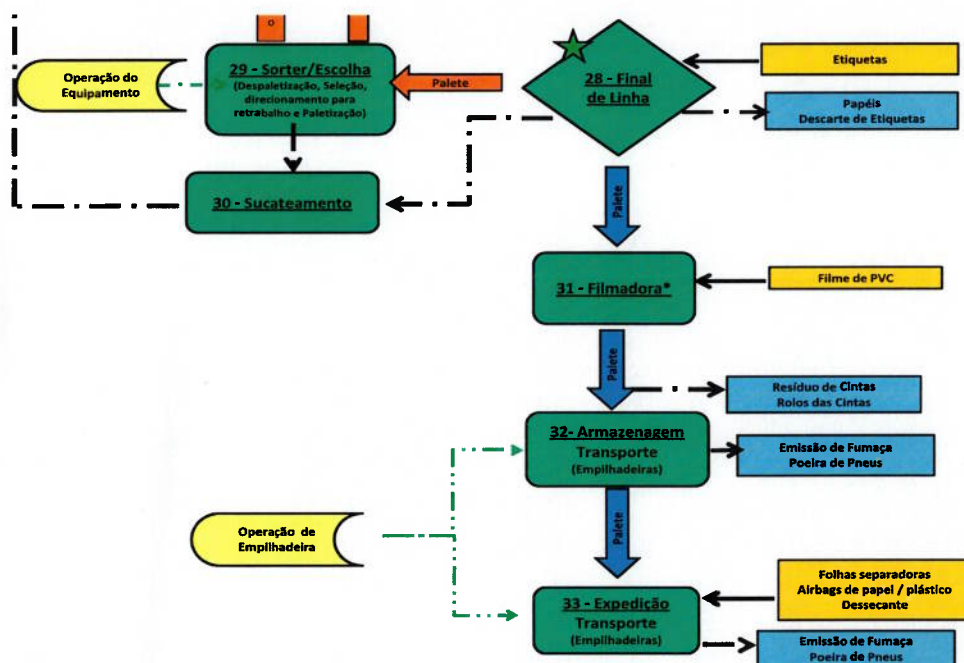 o
Operação do
Equipamento
29 - Sorter/Escolha
(Despaletização, Seleção,
direcionamento para
retrabalho e Paletização)
Palete
28 - Final
de Linha
Etiquetas
Papéis
Descarte de Etiquetas
30 - Sucateamento
Palete
31 - Filmadora*
Filme de PVC
Palete
Resíduo de Cintas
Rolos das Cintas
32- Armazenagem
Transporte
(Empilhadeiras)
Emissão de Fumaça
Poeira de Pneus
Operação de
Empilhadeira
Palete
33 - Expedição
Transporte
(Empilhadeiras)
Folhas separadoras
Airbags de papel / plástico
Dessecante
Emissão de Fumaça
Poeira de Pneus